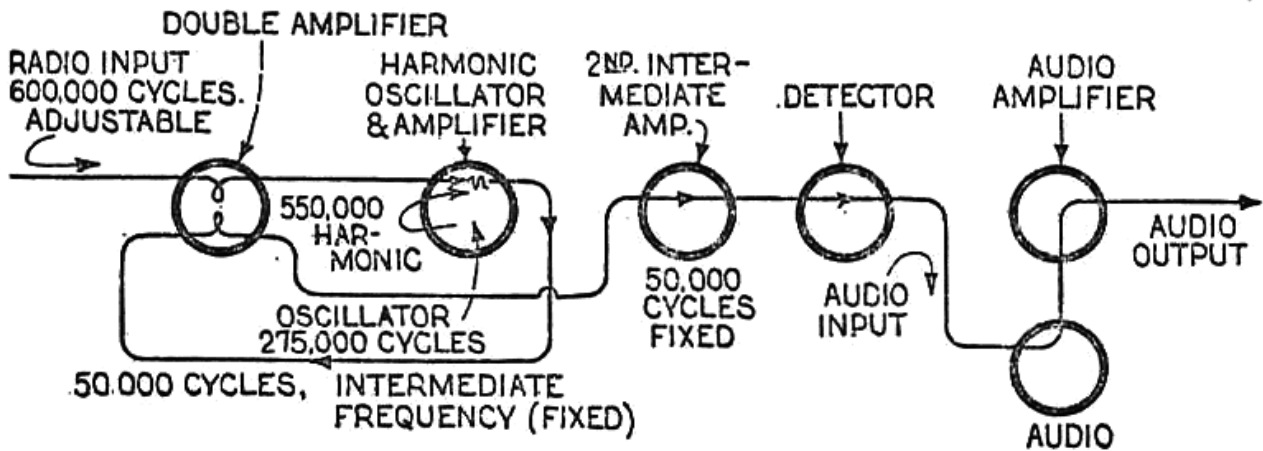 DOUBLE AMPLIFIER
RADIO INPUT
600,000 CYCLES.
ADJUSTABLE
HARMONIC
OSCILLATOR
& AMPLIFIER
2ND. INTER-
MEDIATE
AMP.
.DETECTOR
AUDIO
AMPLIFIER
550,000
HAR-
MONIC
OSCILLATOR
275,000 CYCLES
50,000
CYCLES
FIXED
AUDIO
INPUT
AUDIO
OUTPUT
.50.000 CYCLES, INTERMEDIATE
FREQUENCY (FIXED)
AUDIO